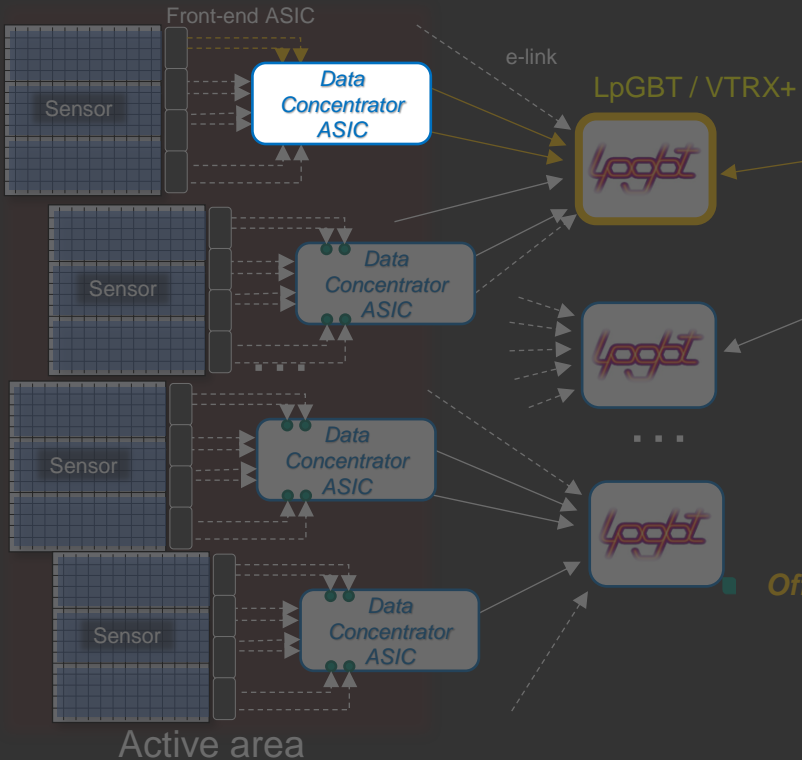 Front-end ASIC
e-link
LpGBT / VTRX+
Sensor
Data
Concentrator
ASIC
lpgbt
Sensor
Data
Concentrator
ASIC
lpgbt
. . .
Sensor
Data
Concentrator
ASIC
. . .
lpgbt
Sensor
Data
Concentrator
ASIC
Of
Active area